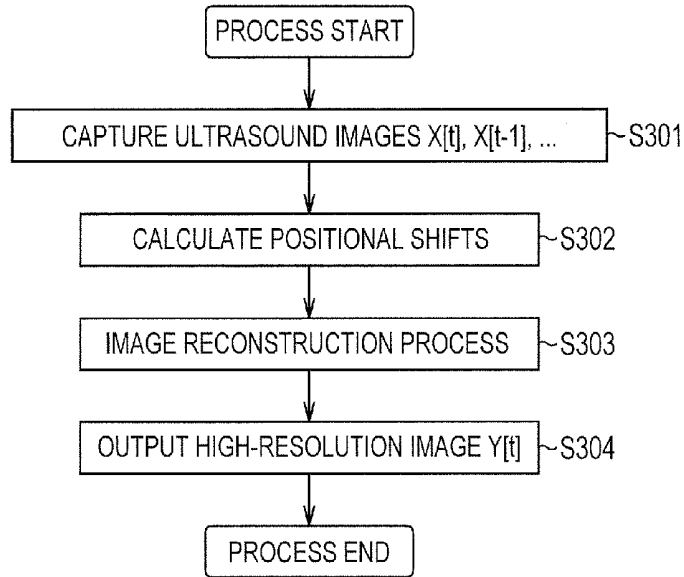 PROCESS START
CAPTURE ULTRASOUND IMAGES X[t], X[t-1], ... S301
CALCULATE POSITIONAL SHIFTS S302
IMAGE RECONSTRUCTION PROCESS S303
OUTPUT HIGH-RESOLUTION IMAGE Y[t] S304
PROCESS END